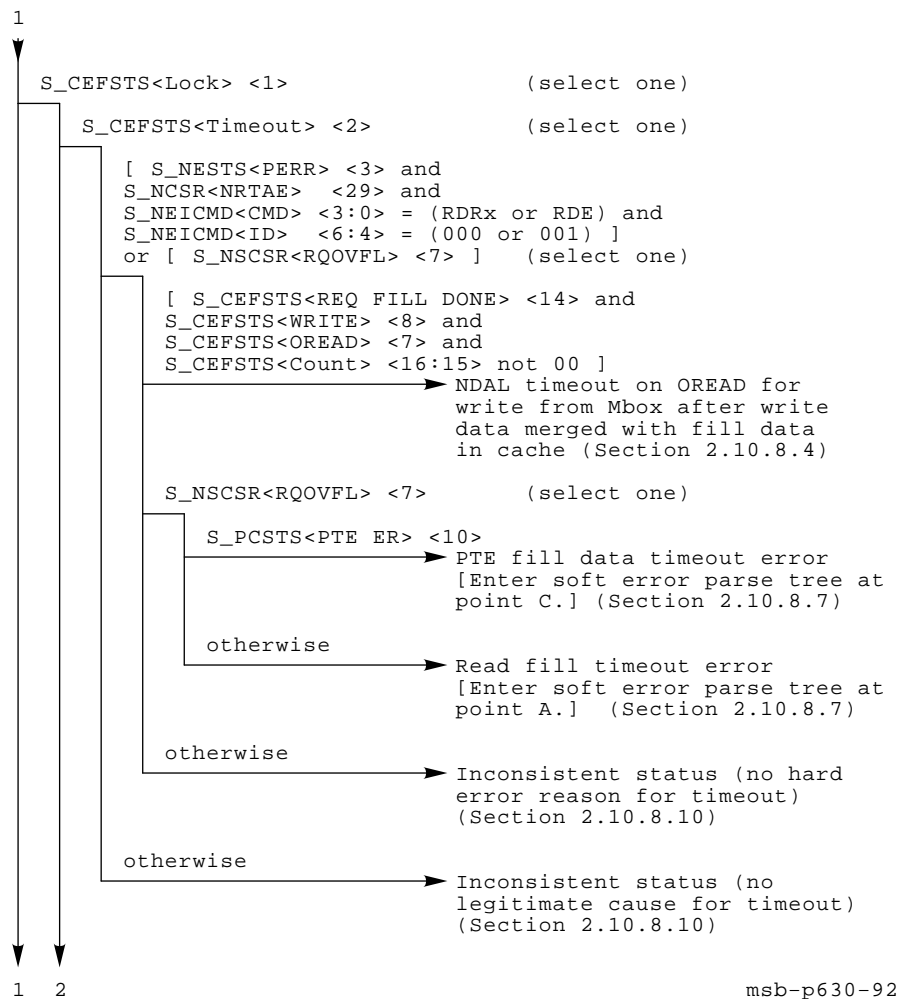 1
S_CEFSTS<Lock> <1> (select one)
S_CEFSTS<Timeout> <2> (select one)
[ S_NESTS<PERR> <3> and
S_NCSR<NRTAE> <29> and
S_NEICMD<CMD> <3:0> = (RDRx or RDE) and
S_NEICMD<ID> <6:4> = (000 or 001) ]
or [ S_NSCSR<RQOVFL> <7> ] (select one)
[ S_CEFSTS<REQ FILL DONE> <14> and
S_CEFSTS<WRITE> <8> and
S_CEFSTS<OREAD> <7> and
S_CEFSTS<Count> <16:15> not 00 ]
NDAL timeout on OREAD for
write from Mbox after write
data merged with fill data
in cache (Section 2.10.8.4)
S_NSCSR<RQOVFL> <7> (select one)
S_PCSTS<PTE ER> <10>
PTE fill data timeout error
[Enter soft error parse tree at
point C.] (Section 2.10.8.7)
otherwise
Read fill timeout error
[Enter soft error parse tree at
point A.] (Section 2.10.8.7)
otherwise
Inconsistent status (no hard
error reason for timeout)
(Section 2.10.8.10)
otherwise
Inconsistent status (no
legitimate cause for timeout)
(Section 2.10.8.10)
1 2 msb-p630-92